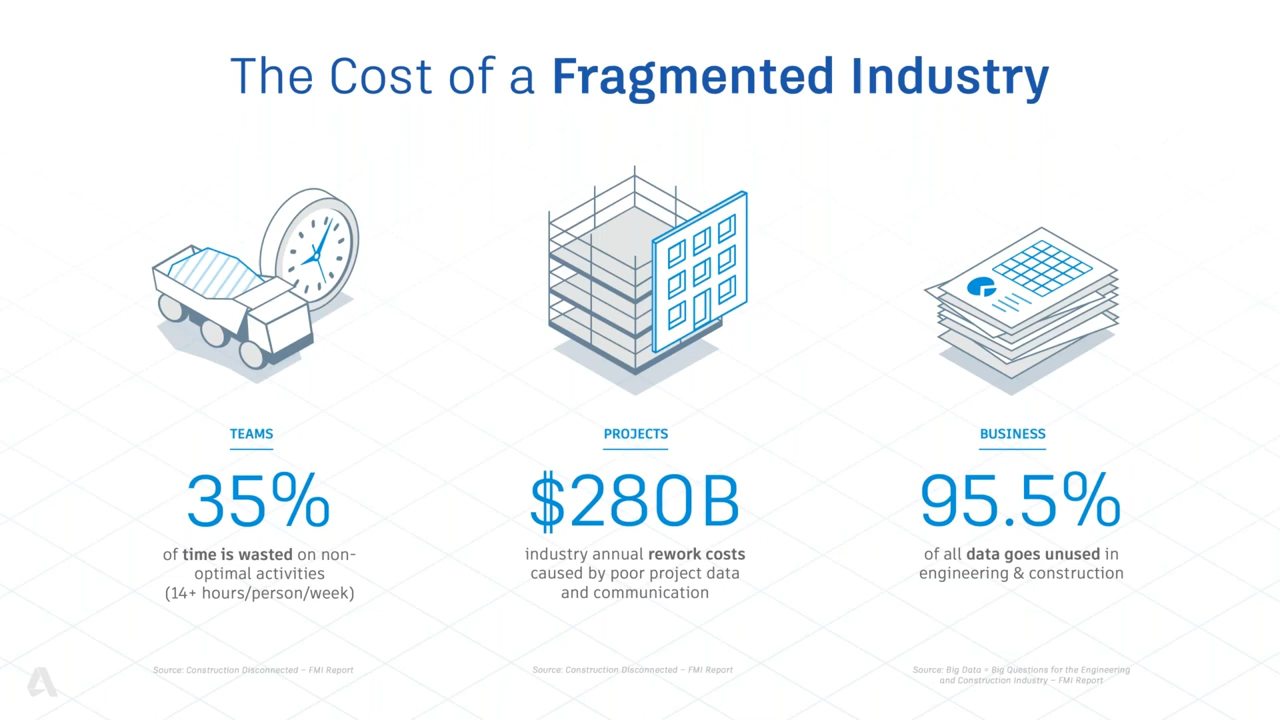 The Cost of a Fragmented Industry
TEAMS
35%
of time is wasted on non-
optimal activities
(14+ hours/person/week)
Source: Construction Disconnected – FMI Report
PROJECTS
$280B
industry annual rework costs
caused by poor project data
and communication
Source: Construction Disconnected – FMI Report
BUSINESS
95.5%
of all data goes unused in
engineering & construction
Source: Big Data = Big Questions for the Engineering
and Construction Industry – FMI Report